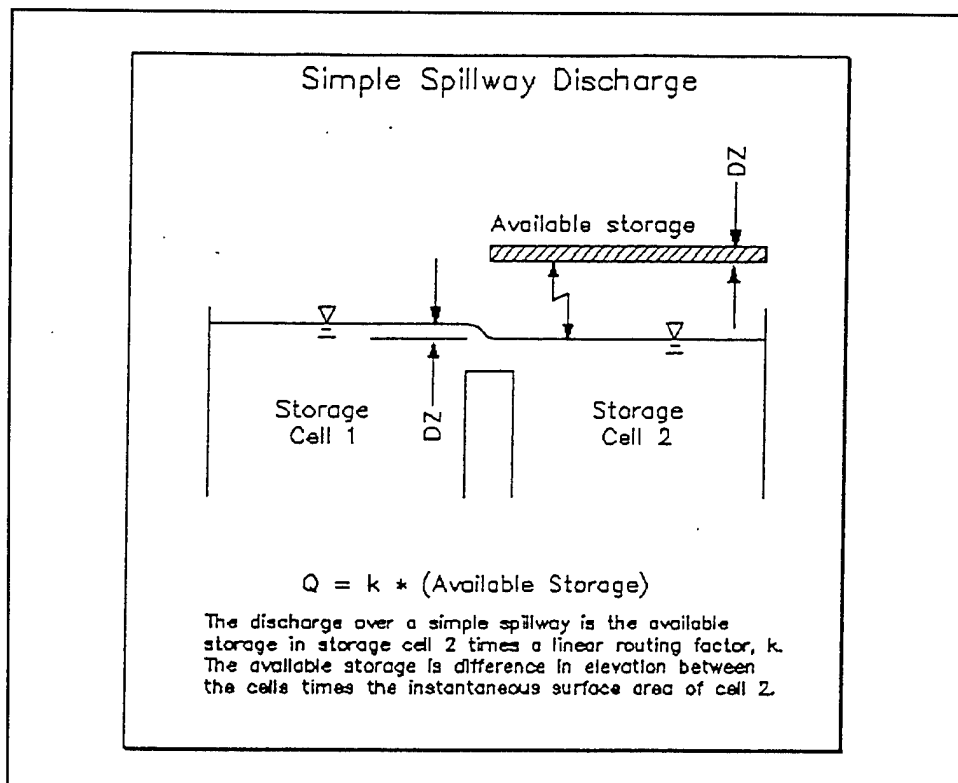 Simple Spillway Discharge
DZ
Available storage
Storage
Cell 1
DZ
Storage
Cell 2
Q = k * (Available Storage)
The discharge over a simple spillway is the available
storage in storage cell 2 times a linear routing factor, k.
The available storage is difference in elevation between
the cells times the instantaneous surface area of cell 2.